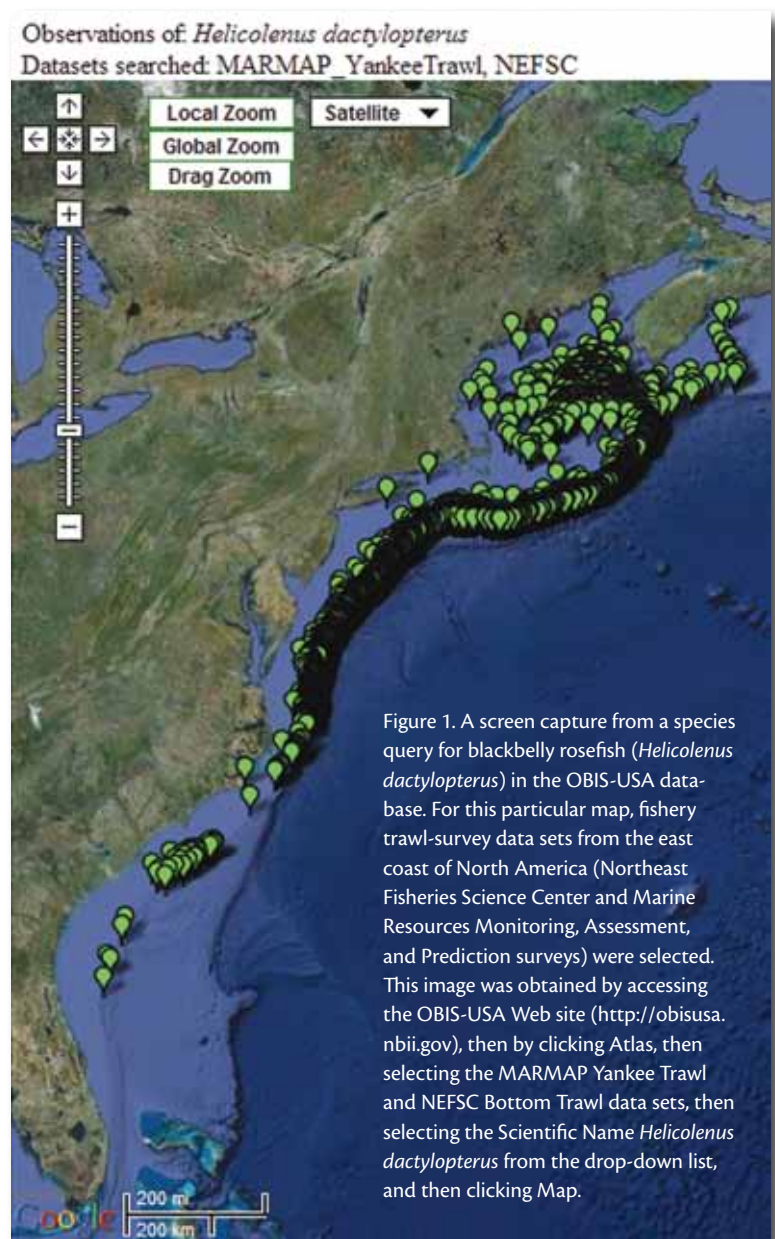 Observations of: Helicolenus dactylopterus
Datasets searched: MARMAP_YankeeTrawl, NEFSC
Local Zoom
Satellite
Global Zoom
Drag Zoom
+
−
Figure 1. A screen capture from a species
query for blackbelly rosefish (Helicolenus
dactylopterus) in the OBIS-USA data-
base. For this particular map, fishery
trawl-survey data sets from the east
coast of North America (Northeast
Fisheries Science Center and Marine
Resources Monitoring, Assessment,
and Prediction surveys) were selected.
This image was obtained by accessing
the OBIS-USA Web site (http://obisusa.
nbii.gov), then by clicking Atlas, then
selecting the MARMAP Yankee Trawl
and NEFSC Bottom Trawl data sets, then
selecting the Scientific Name Helicolenus
dactylopterus from the drop-down list,
and then clicking Map.
200 mi
Google
200 km